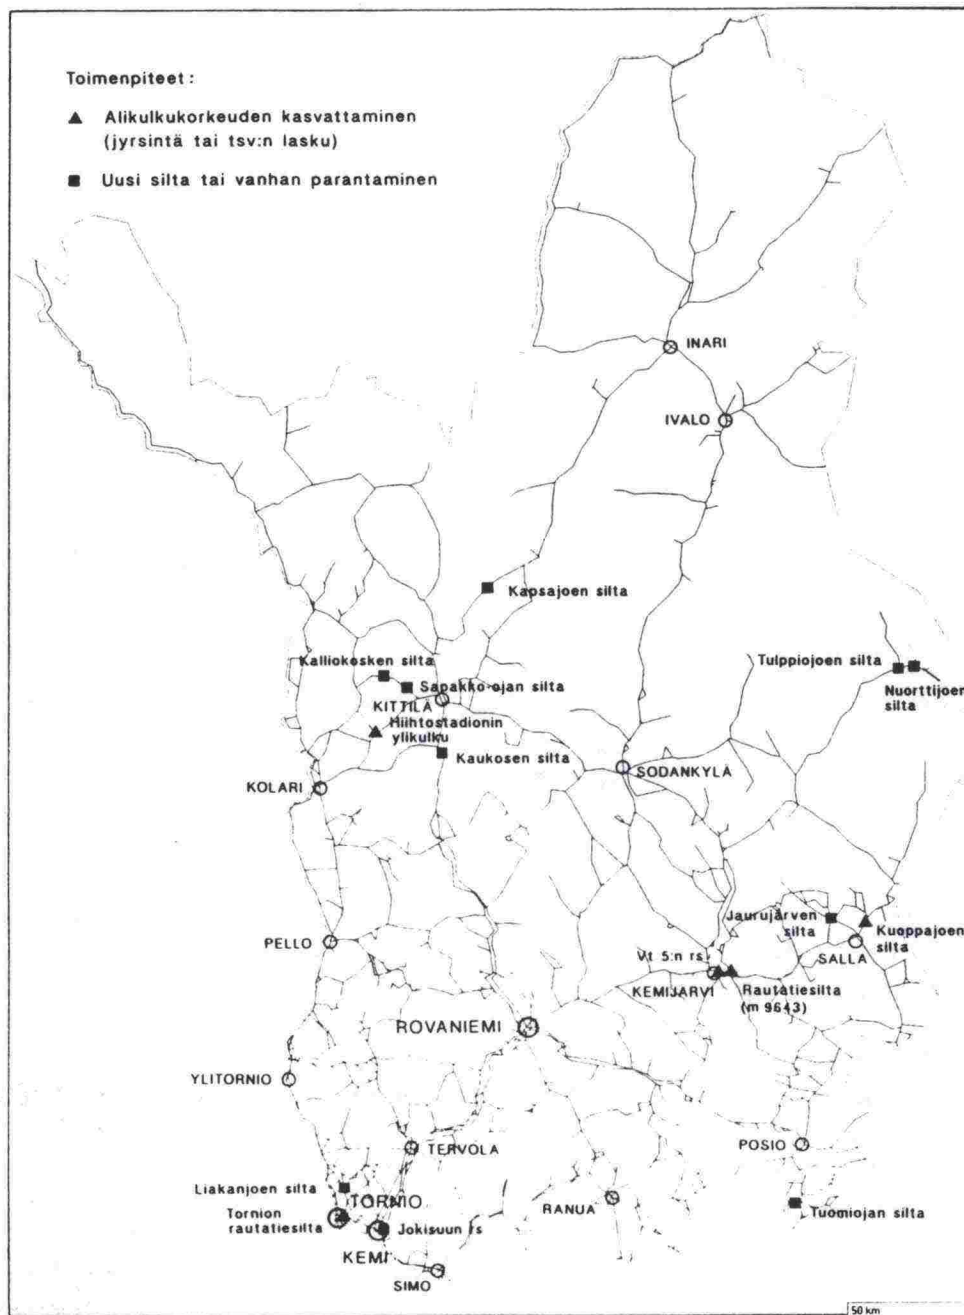 Toimenpiteet :
▲ Alikulkukorkeuden kasvattaminen
(jyrsintä tai tsv:n lasku)
■ Uusi silta tai vanhan parantaminen
INARI
IVALO
Kapsajoen silta
Kalliokosken silta
Sapakko-ojan silta
KITTILÄ
Hiihtostadionin
ylikulku
Kaukosen silta
KOLARI
Tulppiojoen silta
Nuorttijoen
silta
SODANKYLÄ
Jaurujärven
silta
Kuoppajoen
silta
SALLA
PELLO
Vt 5:n rs
KEMIJÄRVI
Rautatiesilta
(m 9643)
ROVANIEMI
YLITORNIO
TERVOLA
POSIO
Liakanjoen silta
TORNIO
Tornion
rautatiesilta
RANUA
Tuomiojan silta
Jokisuun rs
KEMI
SIMO
50 km